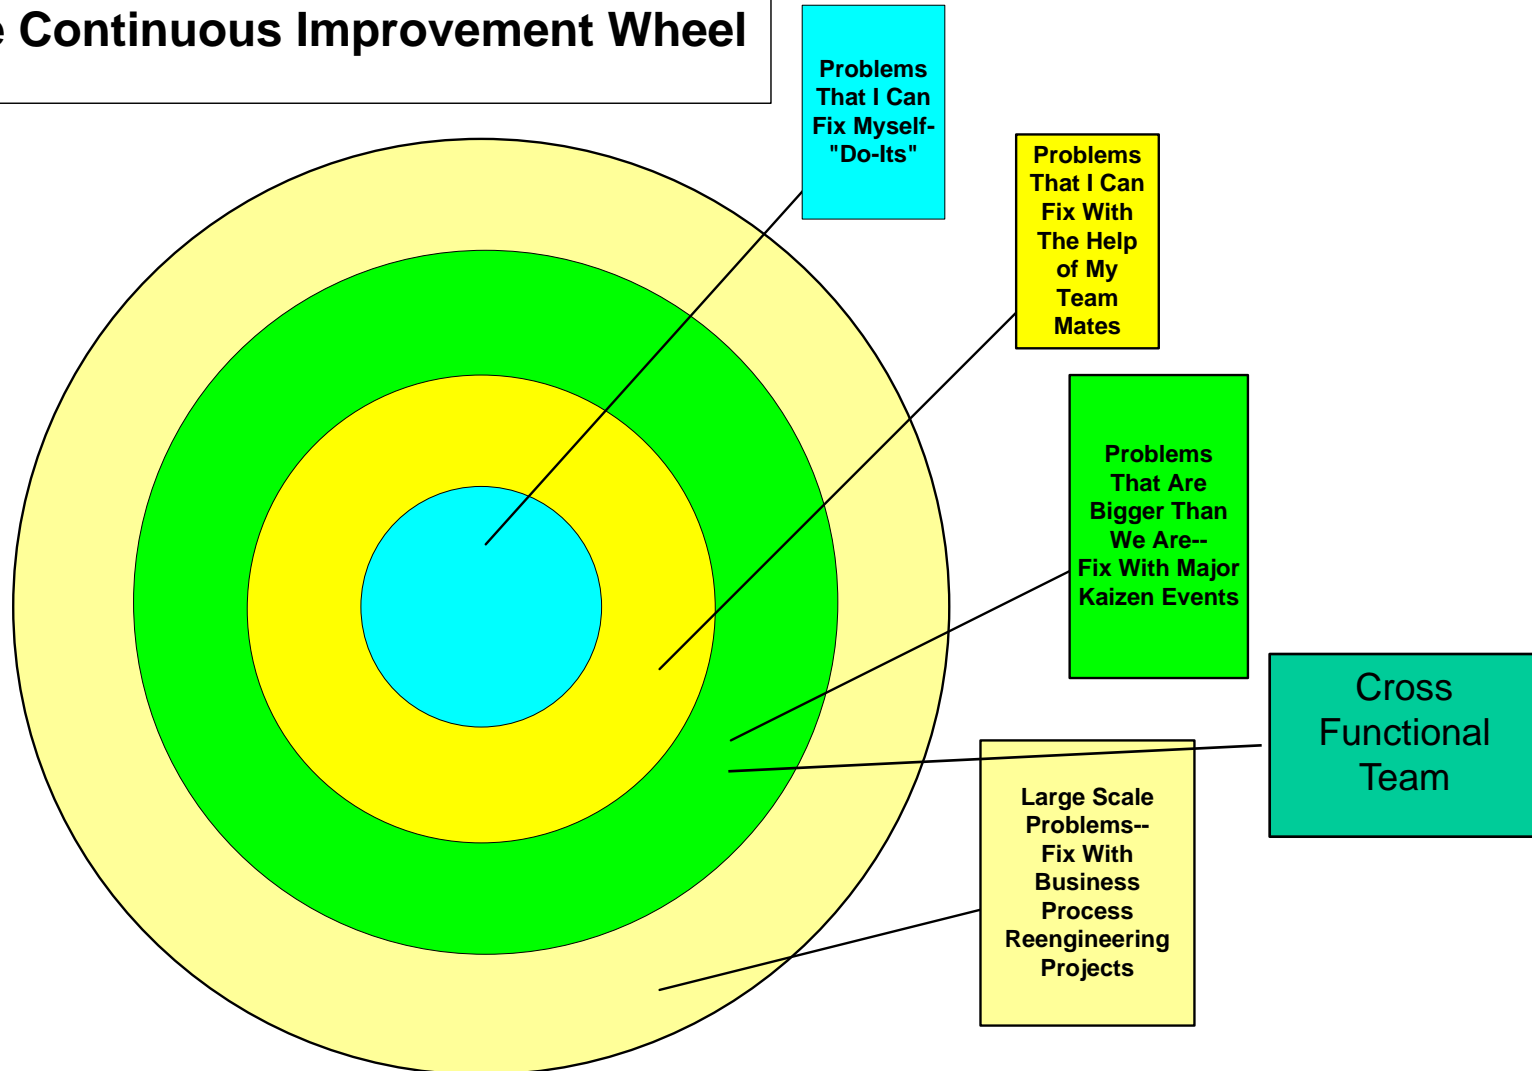 e Continuous Improvement Wheel
Problems
That I Can
Fix Myself-
"Do-Its"
Problems
That I Can
Fix With
The Help
of My
Team
Mates
Problems
That Are
Bigger Than
We Are--
Fix With Major
Kaizen Events
Cross
Functional
Team
Large Scale
Problems--
Fix With
Business
Process
Reengineering
Projects